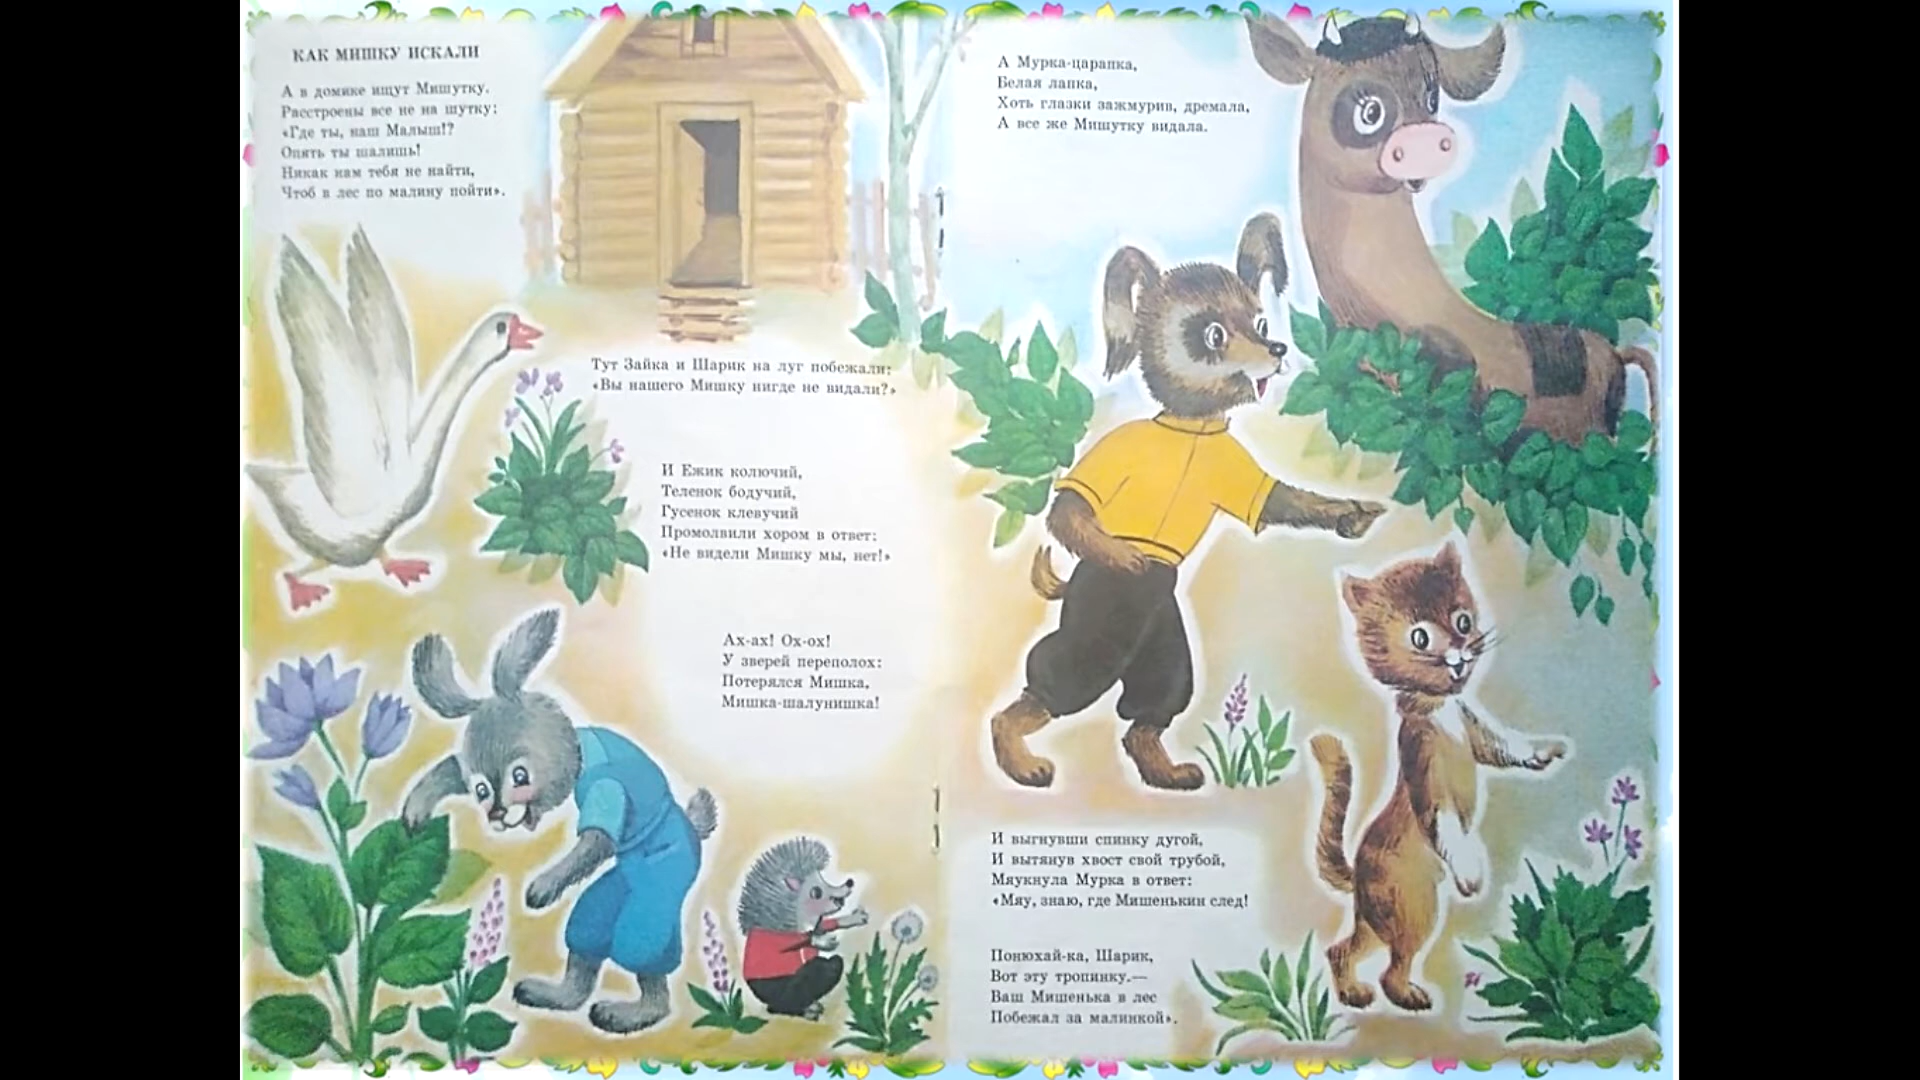 КАК МИШКУ ИСКАЛИ
А в домике ищут Мишутку.
Расстроены все не на шутку:
«Где ты, наш Малыш!?
Опять ты шалишь!
Никак нам тебя не найти,
Чтоб в лес по малину пойти».
Тут Зайка и Шарик на луг побежали:
«Вы нашего Мишку нигде не видали?»
И Ежик колючий,
Теленок бодучий,
Гусенок клевучий
Промолвили хором в ответ:
«Не видели Мишку мы, нет!»
Ах-ах! Ох-ох!
У зверей переполох:
Потерялся Мишка,
Мишка-шалунишка!
А Мурка-царапка,
Белая лапка,
Хоть глазки зажмурив, дремала,
А все же Мишутку видала.
И выгнувши спинку дугой,
И вытянув хвост свой трубой,
Мяукнула Мурка в ответ:
«Мяу, знаю, где Мишенькин след!
Понюхай-ка, Шарик,
Вот эту тропинку.—
Ваш Мишенька в лес
Побежал за малинкой».